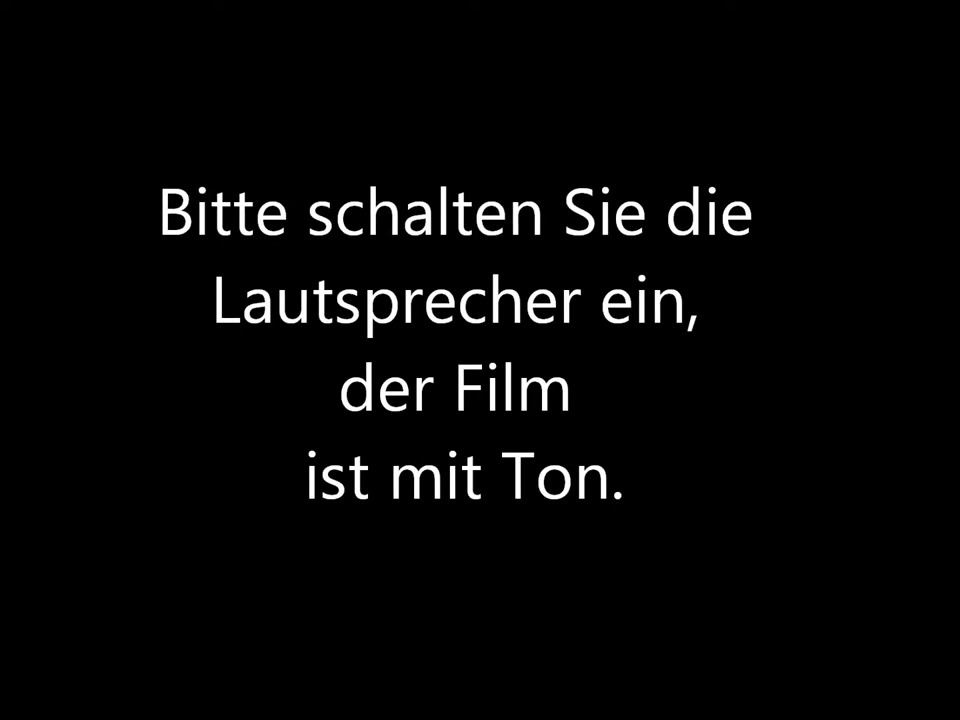 Bitte schalten Sie die
Lautsprecher ein,
der Film
ist mit Ton.